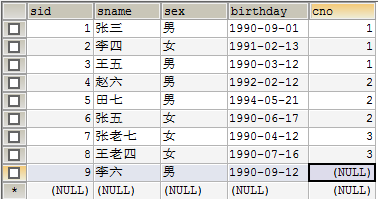 sid sname sex birthday cno
1 张三 男 1990-09-01 1
2 李四 女 1991-02-13 1
3 王五 男 1990-03-12 1
4 赵六 男 1992-02-12 2
5 田七 男 1994-05-21 2
6 张五 女 1990-06-17 2
7 张老七 女 1990-04-12 3
8 王老四 女 1990-07-16 3
9 李六 男 1990-09-12 (NULL)
* (NULL) (NULL) (NULL) (NULL) (NULL)